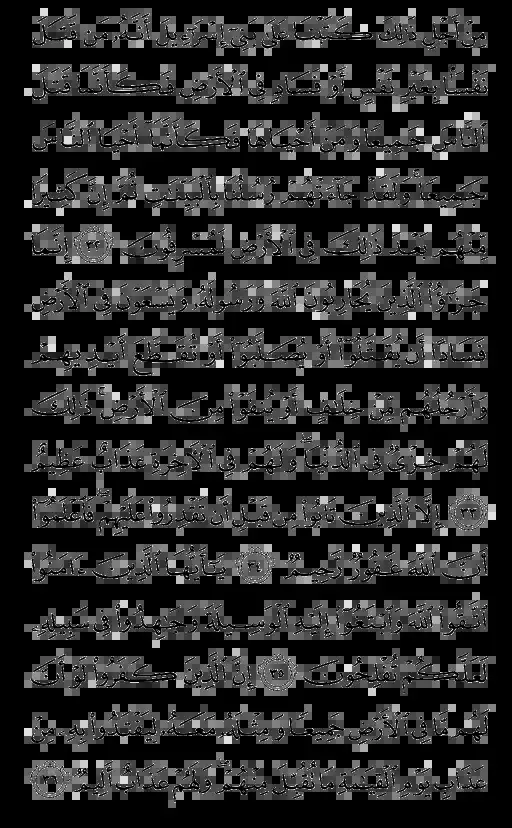 مِنْ أَجْلِ ذَٰلِكَ كَتَبْنَا عَلَىٰ بَنِىٓ إِسْرَٰٓءِيلَ أَنَّهُۥ مَن قَتَلَ
نَفْسًۢا بِغَيْرِ نَفْسٍ أَوْ فَسَادٍ فِى ٱلْأَرْضِ فَكَأَنَّمَا قَتَلَ
ٱلنَّاسَ جَمِيعًا وَمَنْ أَحْيَاهَا فَكَأَنَّمَآ أَحْيَا ٱلنَّاسَ
جَمِيعًا وَلَقَدْ جَآءَتْهُمْ رُسُلُنَا بِٱلْبَيِّنَٰتِ ثُمَّ إِنَّ كَثِيرًا
مِّنْهُم بَعْدَ ذَٰلِكَ فِى ٱلْأَرْضِ لَمُسْرِفُونَ ٣٢ إِنَّمَا
جَزَٰٓؤُا۟ ٱلَّذِينَ يُحَارِبُونَ ٱللَّهَ وَرَسُولَهُۥ وَيَسْعَوْنَ فِى ٱلْأَرْضِ
فَسَادًا أَن يُقَتَّلُوٓا۟ أَوْ يُصَلَّبُوٓا۟ أَوْ تُقَطَّعَ أَيْدِيهِمْ
وَأَرْجُلُهُم مِّنْ خِلَٰفٍ أَوْ يُنفَوْا۟ مِنَ ٱلْأَرْضِ ذَٰلِكَ
لَهُمْ خِزْىٌ فِى ٱلدُّنْيَا وَلَهُمْ فِى ٱلْءَاخِرَةِ عَذَابٌ عَظِيمٌ
٣٣ إِلَّا ٱلَّذِينَ تَابُوا۟ مِن قَبْلِ أَن تَقْدِرُوا۟ عَلَيْهِمْ فَٱعْلَمُوٓا۟
أَنَّ ٱللَّهَ غَفُورٌ رَّحِيمٌ ٣٤ يَٰٓأَيُّهَا ٱلَّذِينَ ءَامَنُوا۟
ٱتَّقُوا۟ ٱللَّهَ وَٱبْتَغُوٓا۟ إِلَيْهِ ٱلْوَسِيلَةَ وَجَٰهِدُوا۟ فِى سَبِيلِهِۦ
لَعَلَّكُمْ تُفْلِحُونَ ٣٥ إِنَّ ٱلَّذِينَ كَفَرُوا۟ لَوْ أَنَّ
لَهُم مَّا فِى ٱلْأَرْضِ جَمِيعًا وَمِثْلَهُۥ مَعَهُۥ لِيَفْتَدُوا۟ بِهِۦ مِنْ
عَذَابِ يَوْمِ ٱلْقِيَٰمَةِ مَا تُقُبِّلَ مِنْهُمْ وَلَهُمْ عَذَابٌ أَلِيمٌ ٣٦